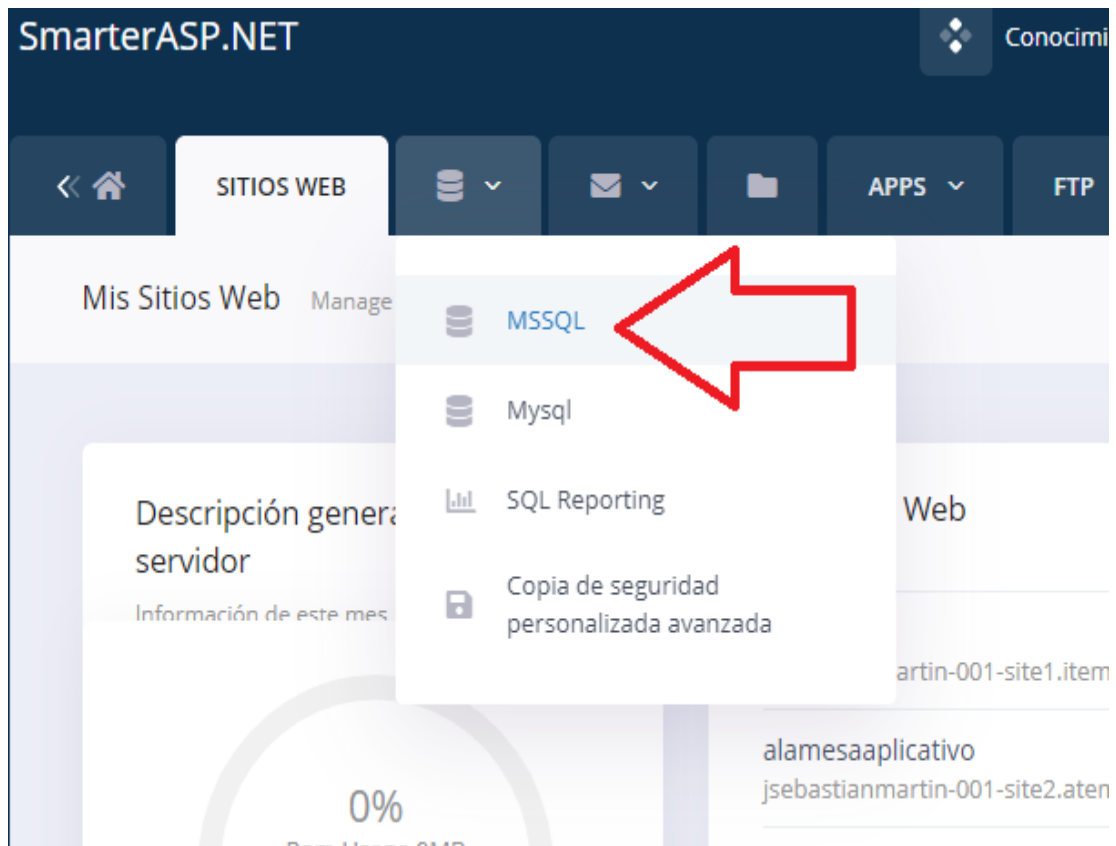 SmarterASP.NET
Conocimi
SITIOS WEB
APPS
FTP
Mis Sitios Web Manage
MSSQL
Mysql
SQL Reporting
Copia de seguridad
personalizada avanzada
Descripción genera
servidor
Información de este mes
0%
Web
artin-001-site1.item
alamesaaplicativo
jsebastianmartin-001-site2.aten